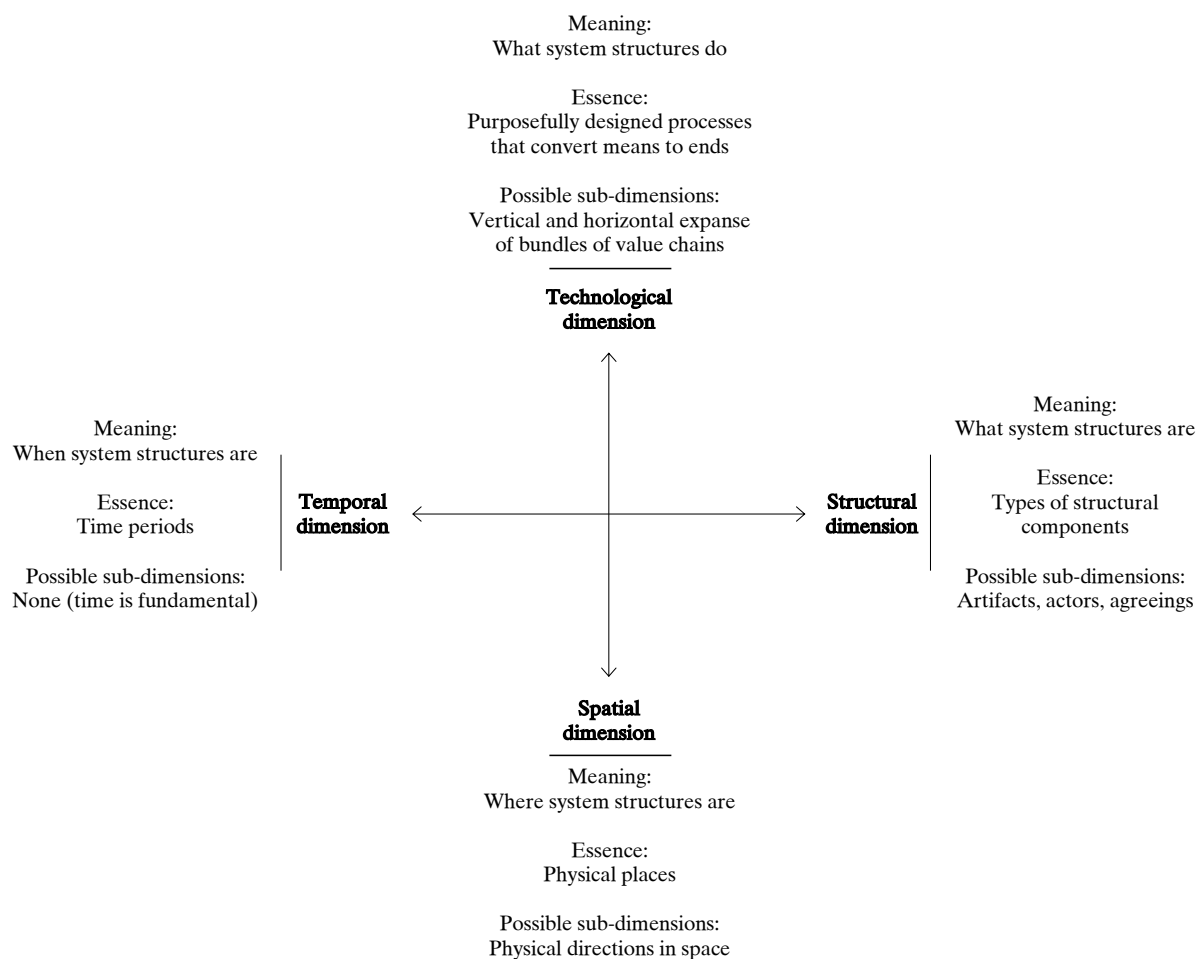 Meaning:
What system structures do
Essence:
Purposefully designed processes
that convert means to ends
Possible sub-dimensions:
Vertical and horizontal expanse
of bundles of value chains
Technological
dimension
Meaning:
When system structures are
Essence:
Time periods
Possible sub-dimensions:
None (time is fundamental)
Temporal
dimension
Structural
dimension
Meaning:
What system structures are
Essence:
Types of structural
components
Possible sub-dimensions:
Artifacts, actors, agreeings
Spatial
dimension
Meaning:
Where system structures are
Essence:
Physical places
Possible sub-dimensions:
Physical directions in space